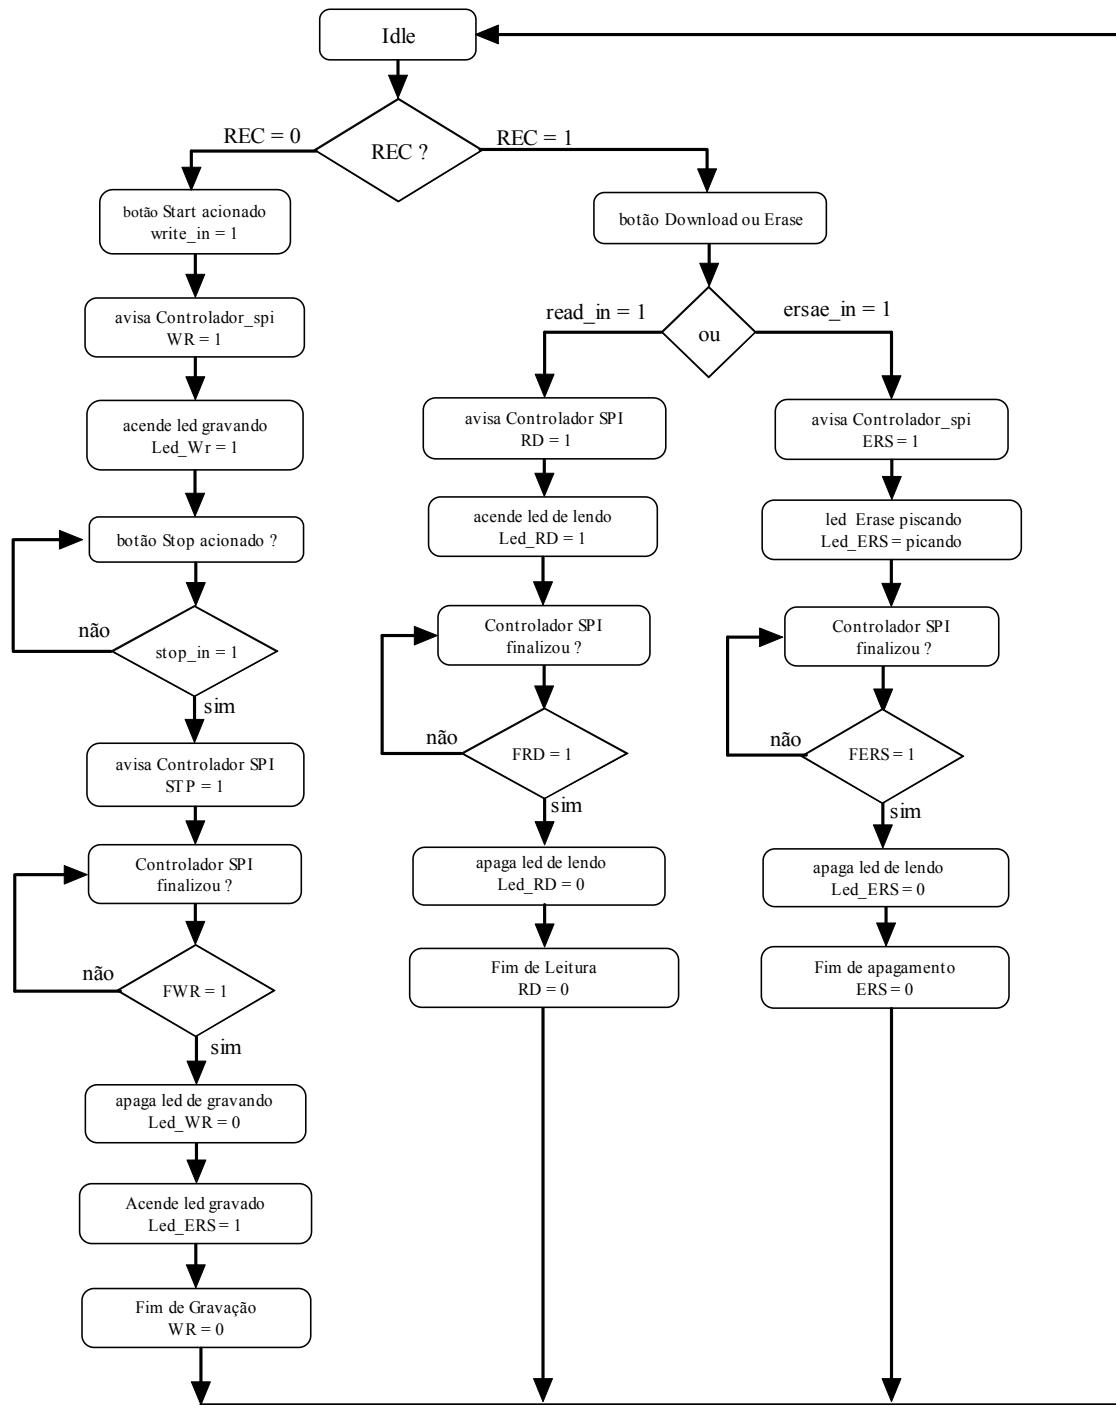 Idle
REC ?
REC = 0
REC = 1
botão Start acionado
write_in = 1
avisa Controlador_spi
WR = 1
acende led gravando
Led_Wr = 1
botão Stop acionado ?
não
stop_in = 1
sim
avisa Controlador SPI
STP = 1
Controlador SPI
finalizou ?
não
FWR = 1
sim
apaga led de gravando
Led_WR = 0
Acende led gravado
Led_ERS = 1
Fim de Gravação
WR = 0
botão Download ou Erase
read_in = 1
ou
ersae_in = 1
avisa Controlador SPI
RD = 1
acende led de lendo
Led_RD = 1
Controlador SPI
finalizou ?
não
FRD = 1
sim
apaga led de lendo
Led_RD = 0
Fim de Leitura
RD = 0
avisa Controlador_spi
ERS = 1
led Erase piscando
Led_ERS = picando
Controlador SPI
finalizou ?
não
FERS = 1
sim
apaga led de lendo
Led_ERS = 0
Fim de apagamento
ERS = 0